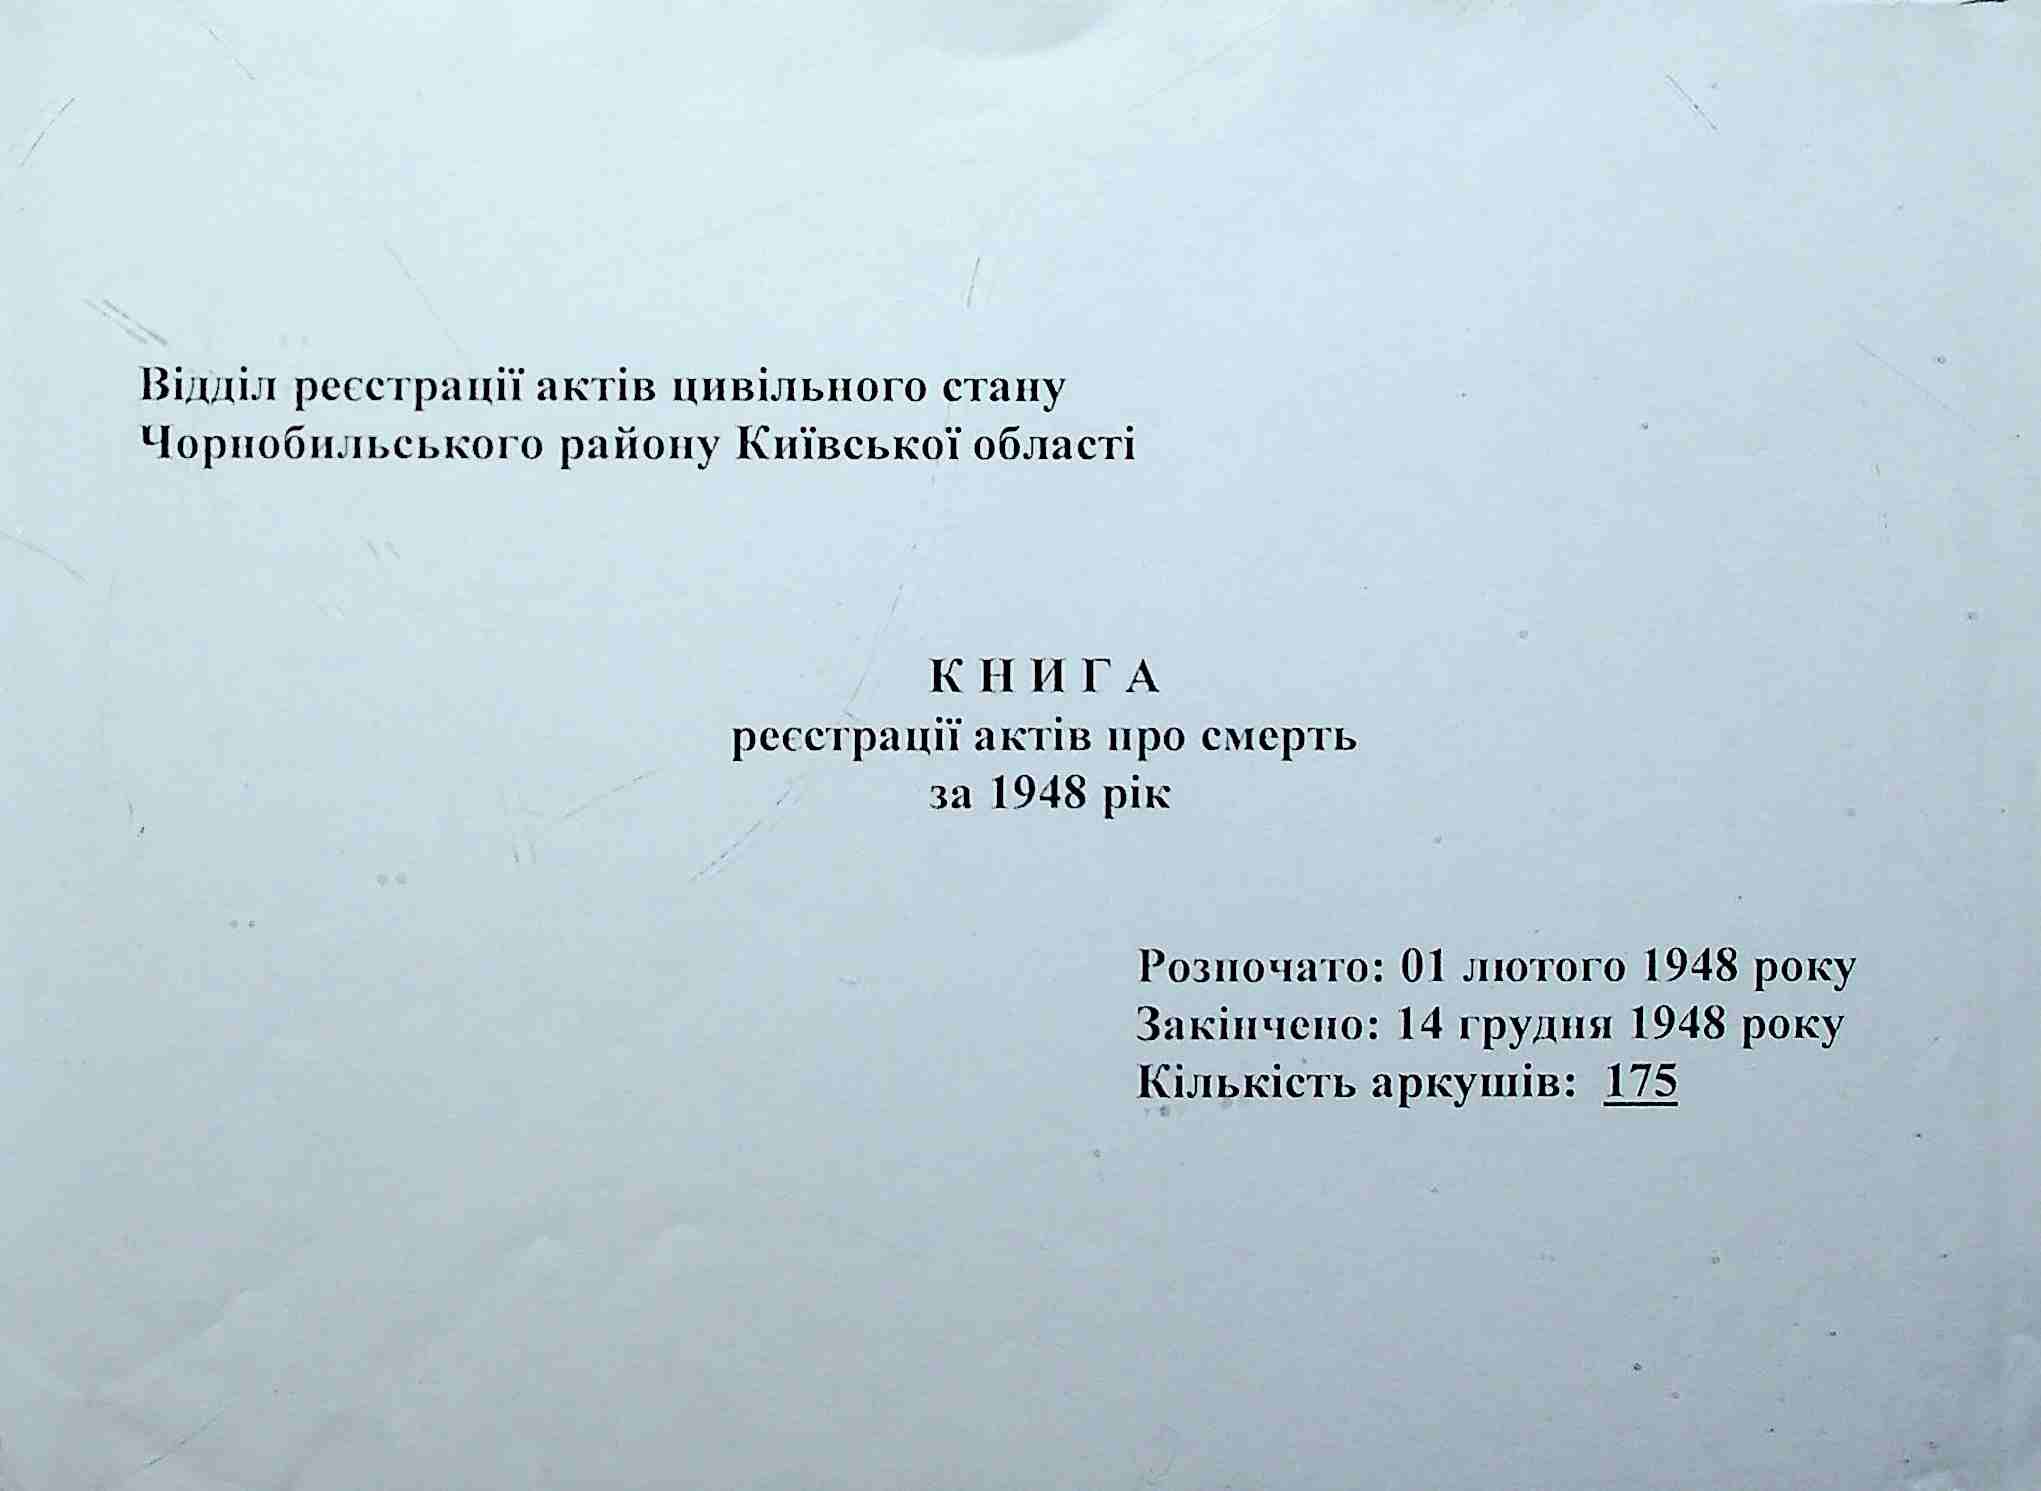 Відділ реєстрації актів цивільного стану
Чорнобильського району Київської області
К Н И Г А
реєстрації актів про смерть
за 1948 рік
Розпочато: 01 лютого 1948 року
Закінчено: 14 грудня 1948 року
Кількість аркушів: 175